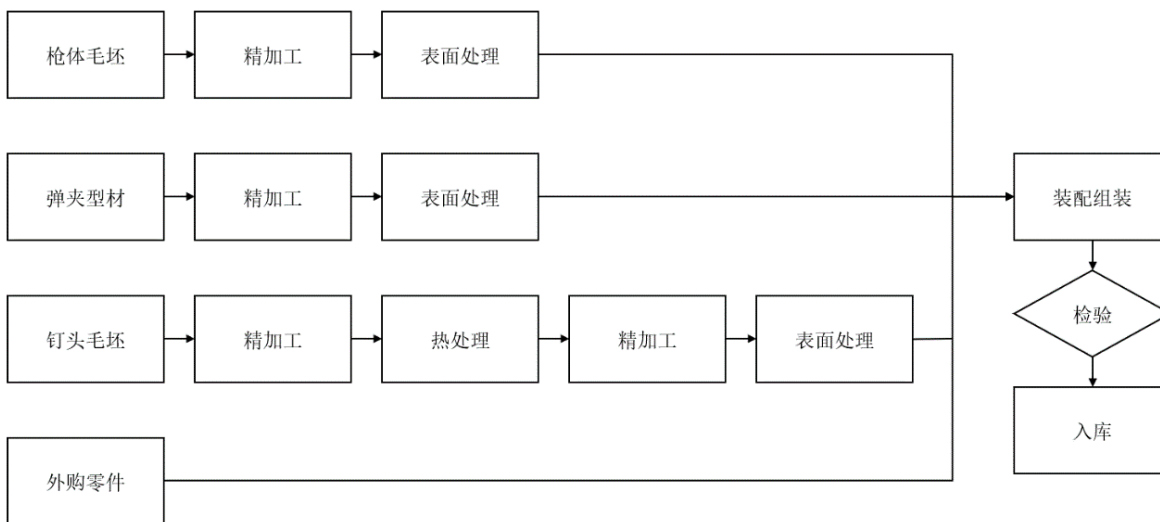 枪体毛坯
精加工
表面处理
弹夹型材
精加工
表面处理
装配组装
钉头毛坯
精加工
热处理
精加工
表面处理
检验
外购零件
入库